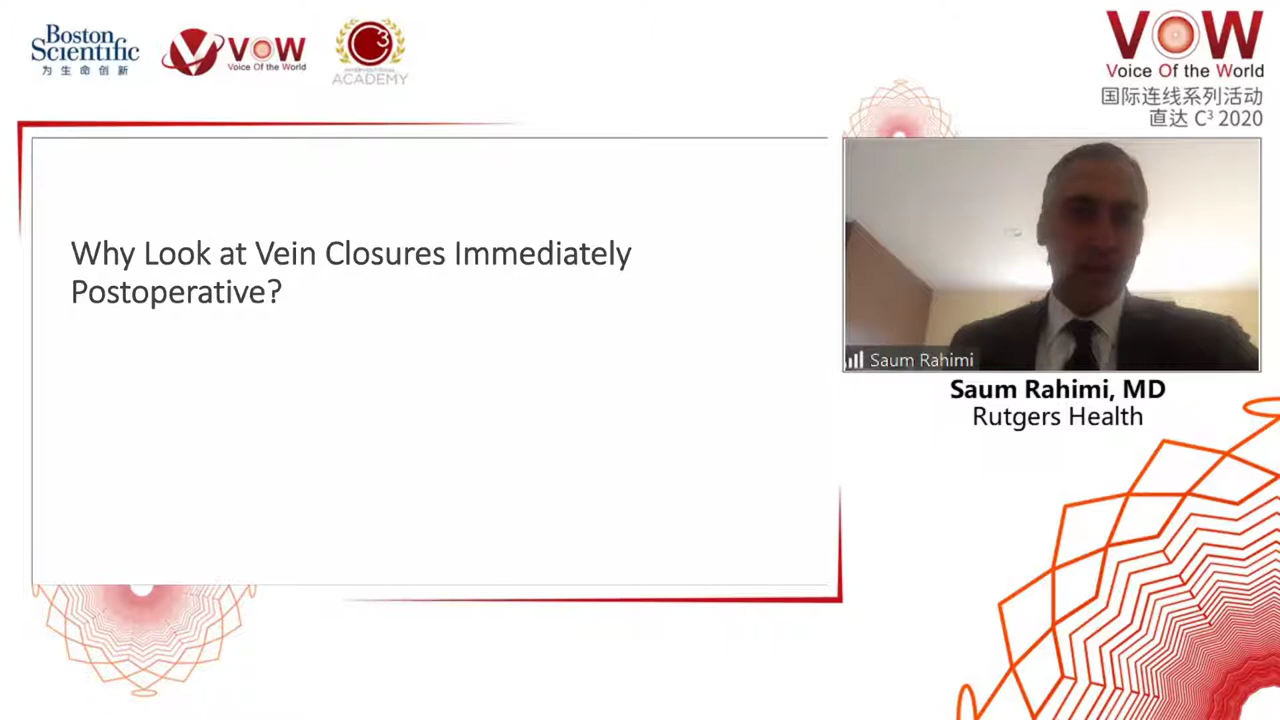 Boston
Scientific
为生命创新
VOW
Voice Of the World
C3
ACADEMY
VOW
Voice Of the World
国际连线系列活动
直达 C³ 2020
Why Look at Vein Closures Immediately
Postoperative?
Saum Rahimi
Saum Rahimi, MD
Rutgers Health